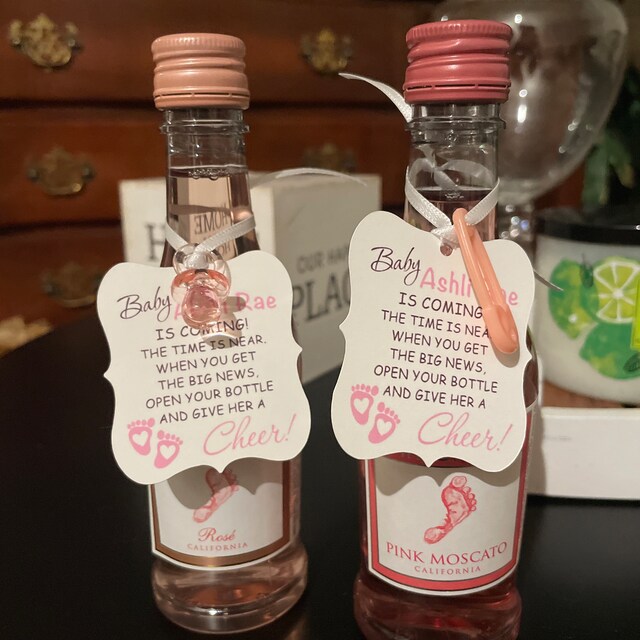 Baby Rae
IS COMING!
THE TIME IS NEAR.
WHEN YOU GET
THE BIG NEWS,
OPEN YOUR BOTTLE
AND GIVE HER A
Cheer!
Rosé
CALIFORNIA
Baby Ashli
IS COMING
THE TIME IS NEAR
WHEN YOU GET
THE BIG NEWS,
OPEN YOUR BOTTLE
AND GIVE HER A
Cheer!
PINK MOSCATO
CALIFORNIA
OUR